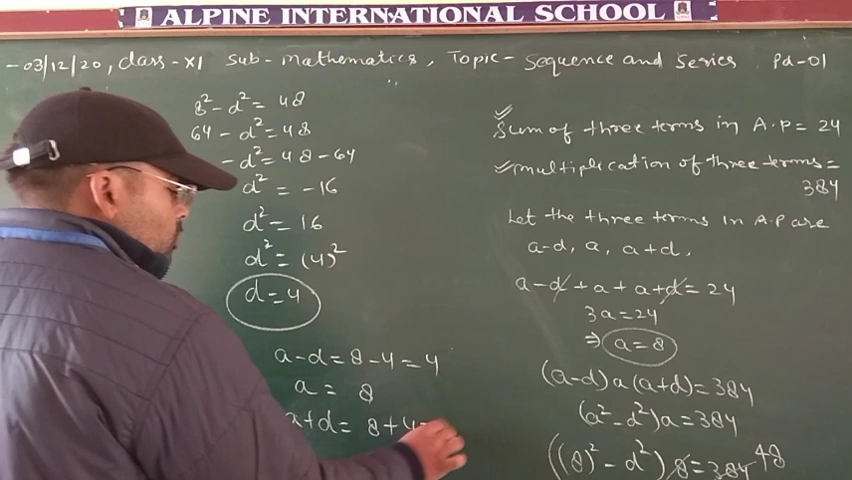 ALPINE INTERNATIONAL SCHOOL
-03/12/20, class-XI Sub-Mathematics, Topic-Sequence and Series Pd-01
8² - d² = 48
64 - d² = 48
-d² = 48 - 64
d² = -16
d² = 16
d² = (4)²
d = 4
a-d = 8-4 = 4
a = 8
a+d = 8+4=
✓Sum of three terms in A.P = 24
✓multiplication of three terms =
384
Let the three terms in A.P are
a-d, a, a+d.
a-d + a + a+d = 24
3a = 24
⇒ a = 8
(a-d) a (a+d) = 384
(a² - d²) a = 384
((8)² - d²) 8 = 384 48